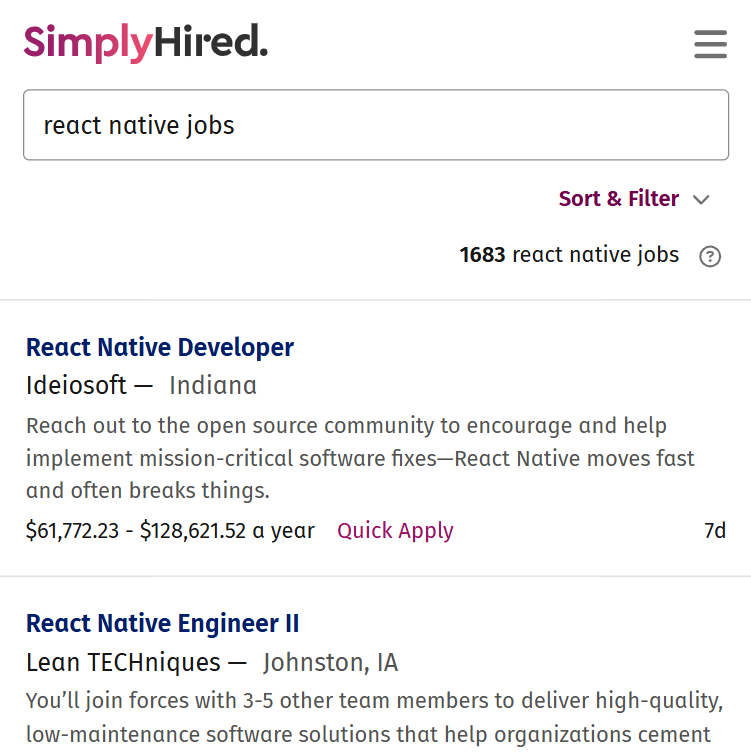 SimplyHired.
react native jobs
Sort & Filter
1683 react native jobs ?
React Native Developer
Ideiosoft — Indiana
Reach out to the open source community to encourage and help
implement mission-critical software fixes—React Native moves fast
and often breaks things.
$61,772.23 - $128,621.52 a year Quick Apply 7d
React Native Engineer II
Lean TECHniques — Johnston, IA
You’ll join forces with 3-5 other team members to deliver high-quality,
low-maintenance software solutions that help organizations cement